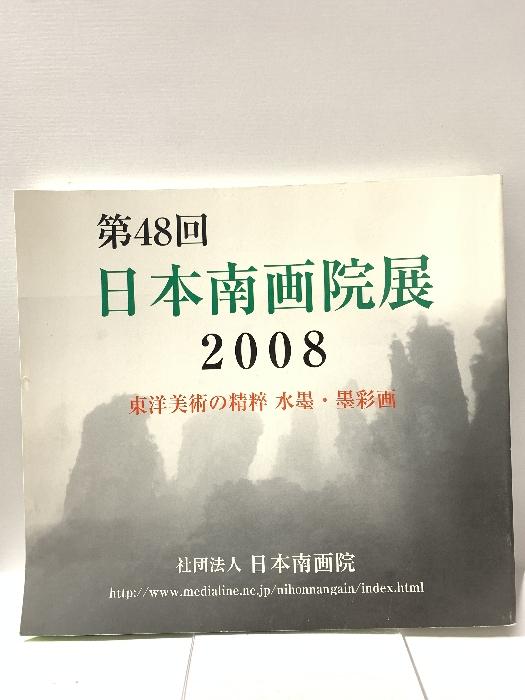 第48回
日本南画院展
2008
東洋美術の精粋 水墨・墨彩画
社団法人 日本南画院
http://www.medialine.ne.jp/nihonnangain/index.html